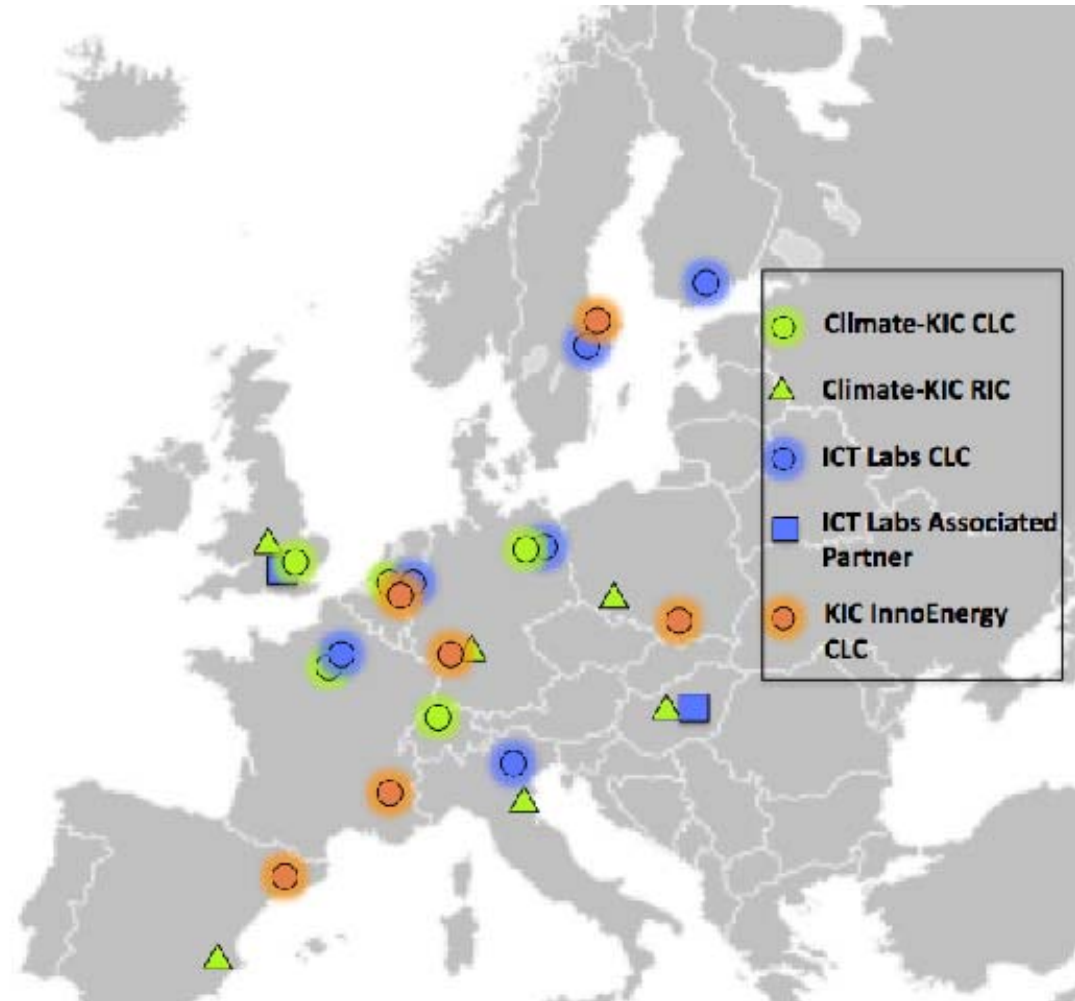 Climate-KIC CLC
Climate-KIC RIC
ICT Labs CLC
ICT Labs Associated
Partner
KIC InnoEnergy
CLC